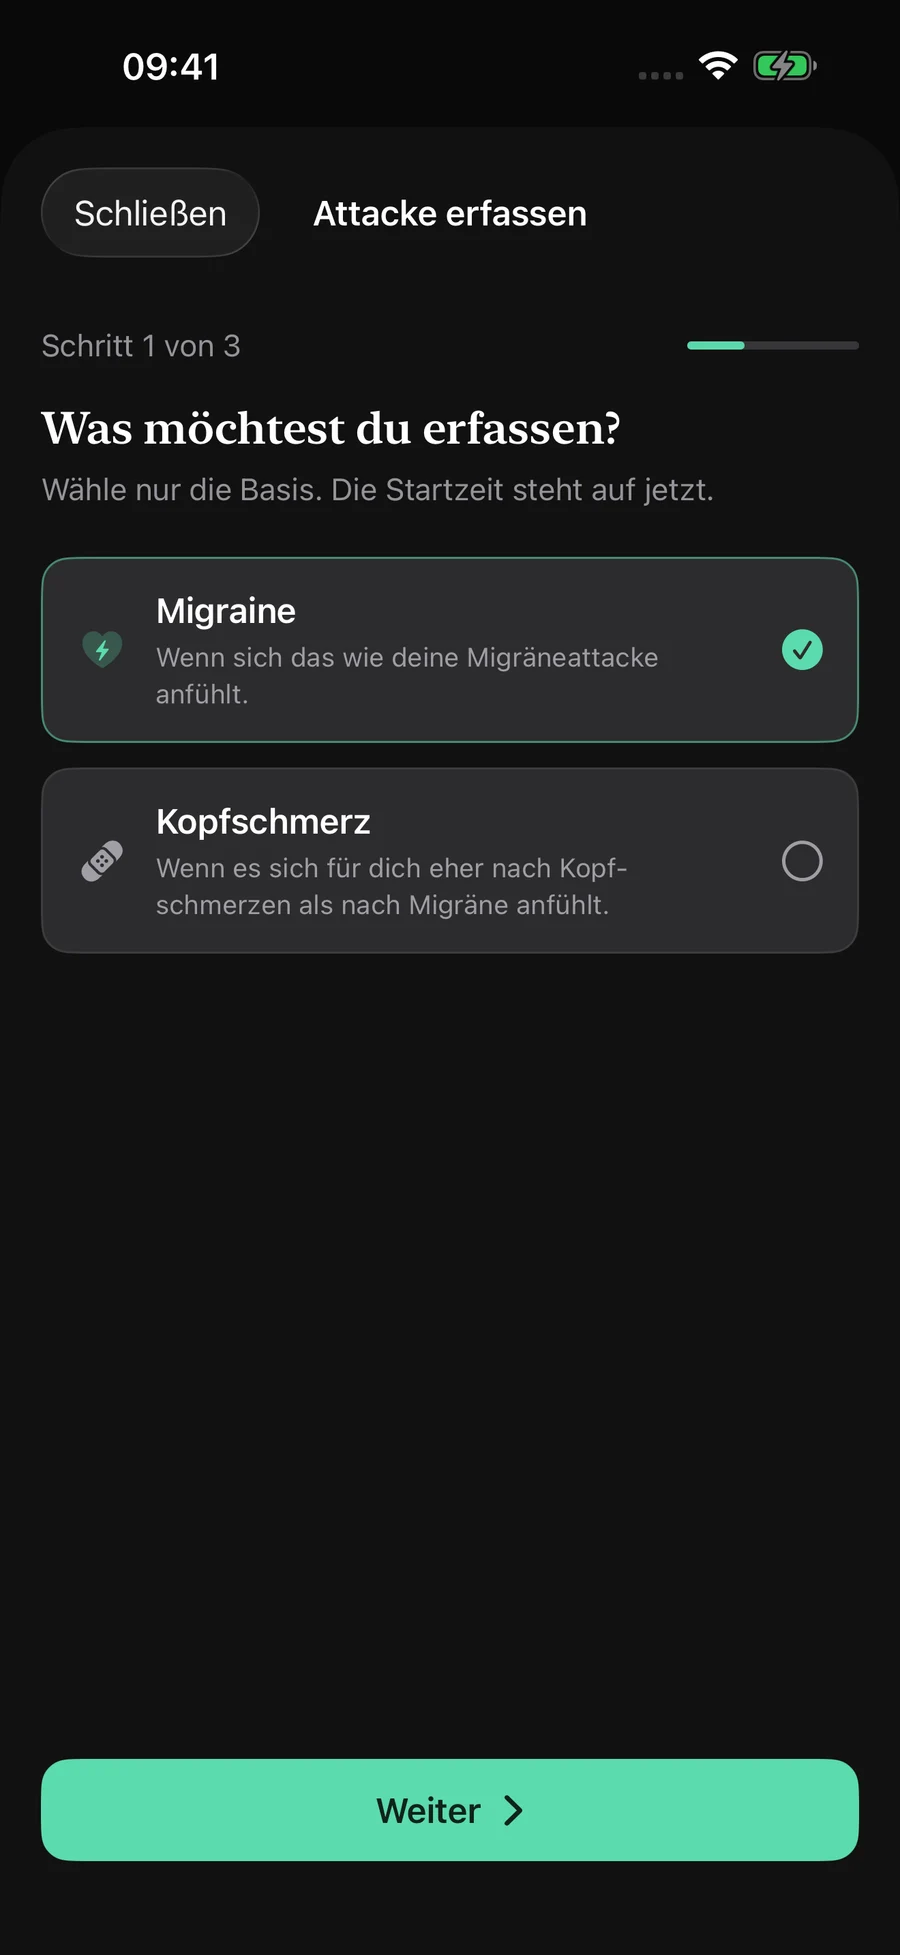 09:41
Schließen
Attacke erfassen
Schritt 1 von 3
Was möchtest du erfassen?
Wähle nur die Basis. Die Startzeit steht auf jetzt.
Migraine
Wenn sich das wie deine Migräneattacke
anfühlt.
Kopfschmerz
Wenn es sich für dich eher nach Kopf-
schmerzen als nach Migräne anfühlt.
Weiter